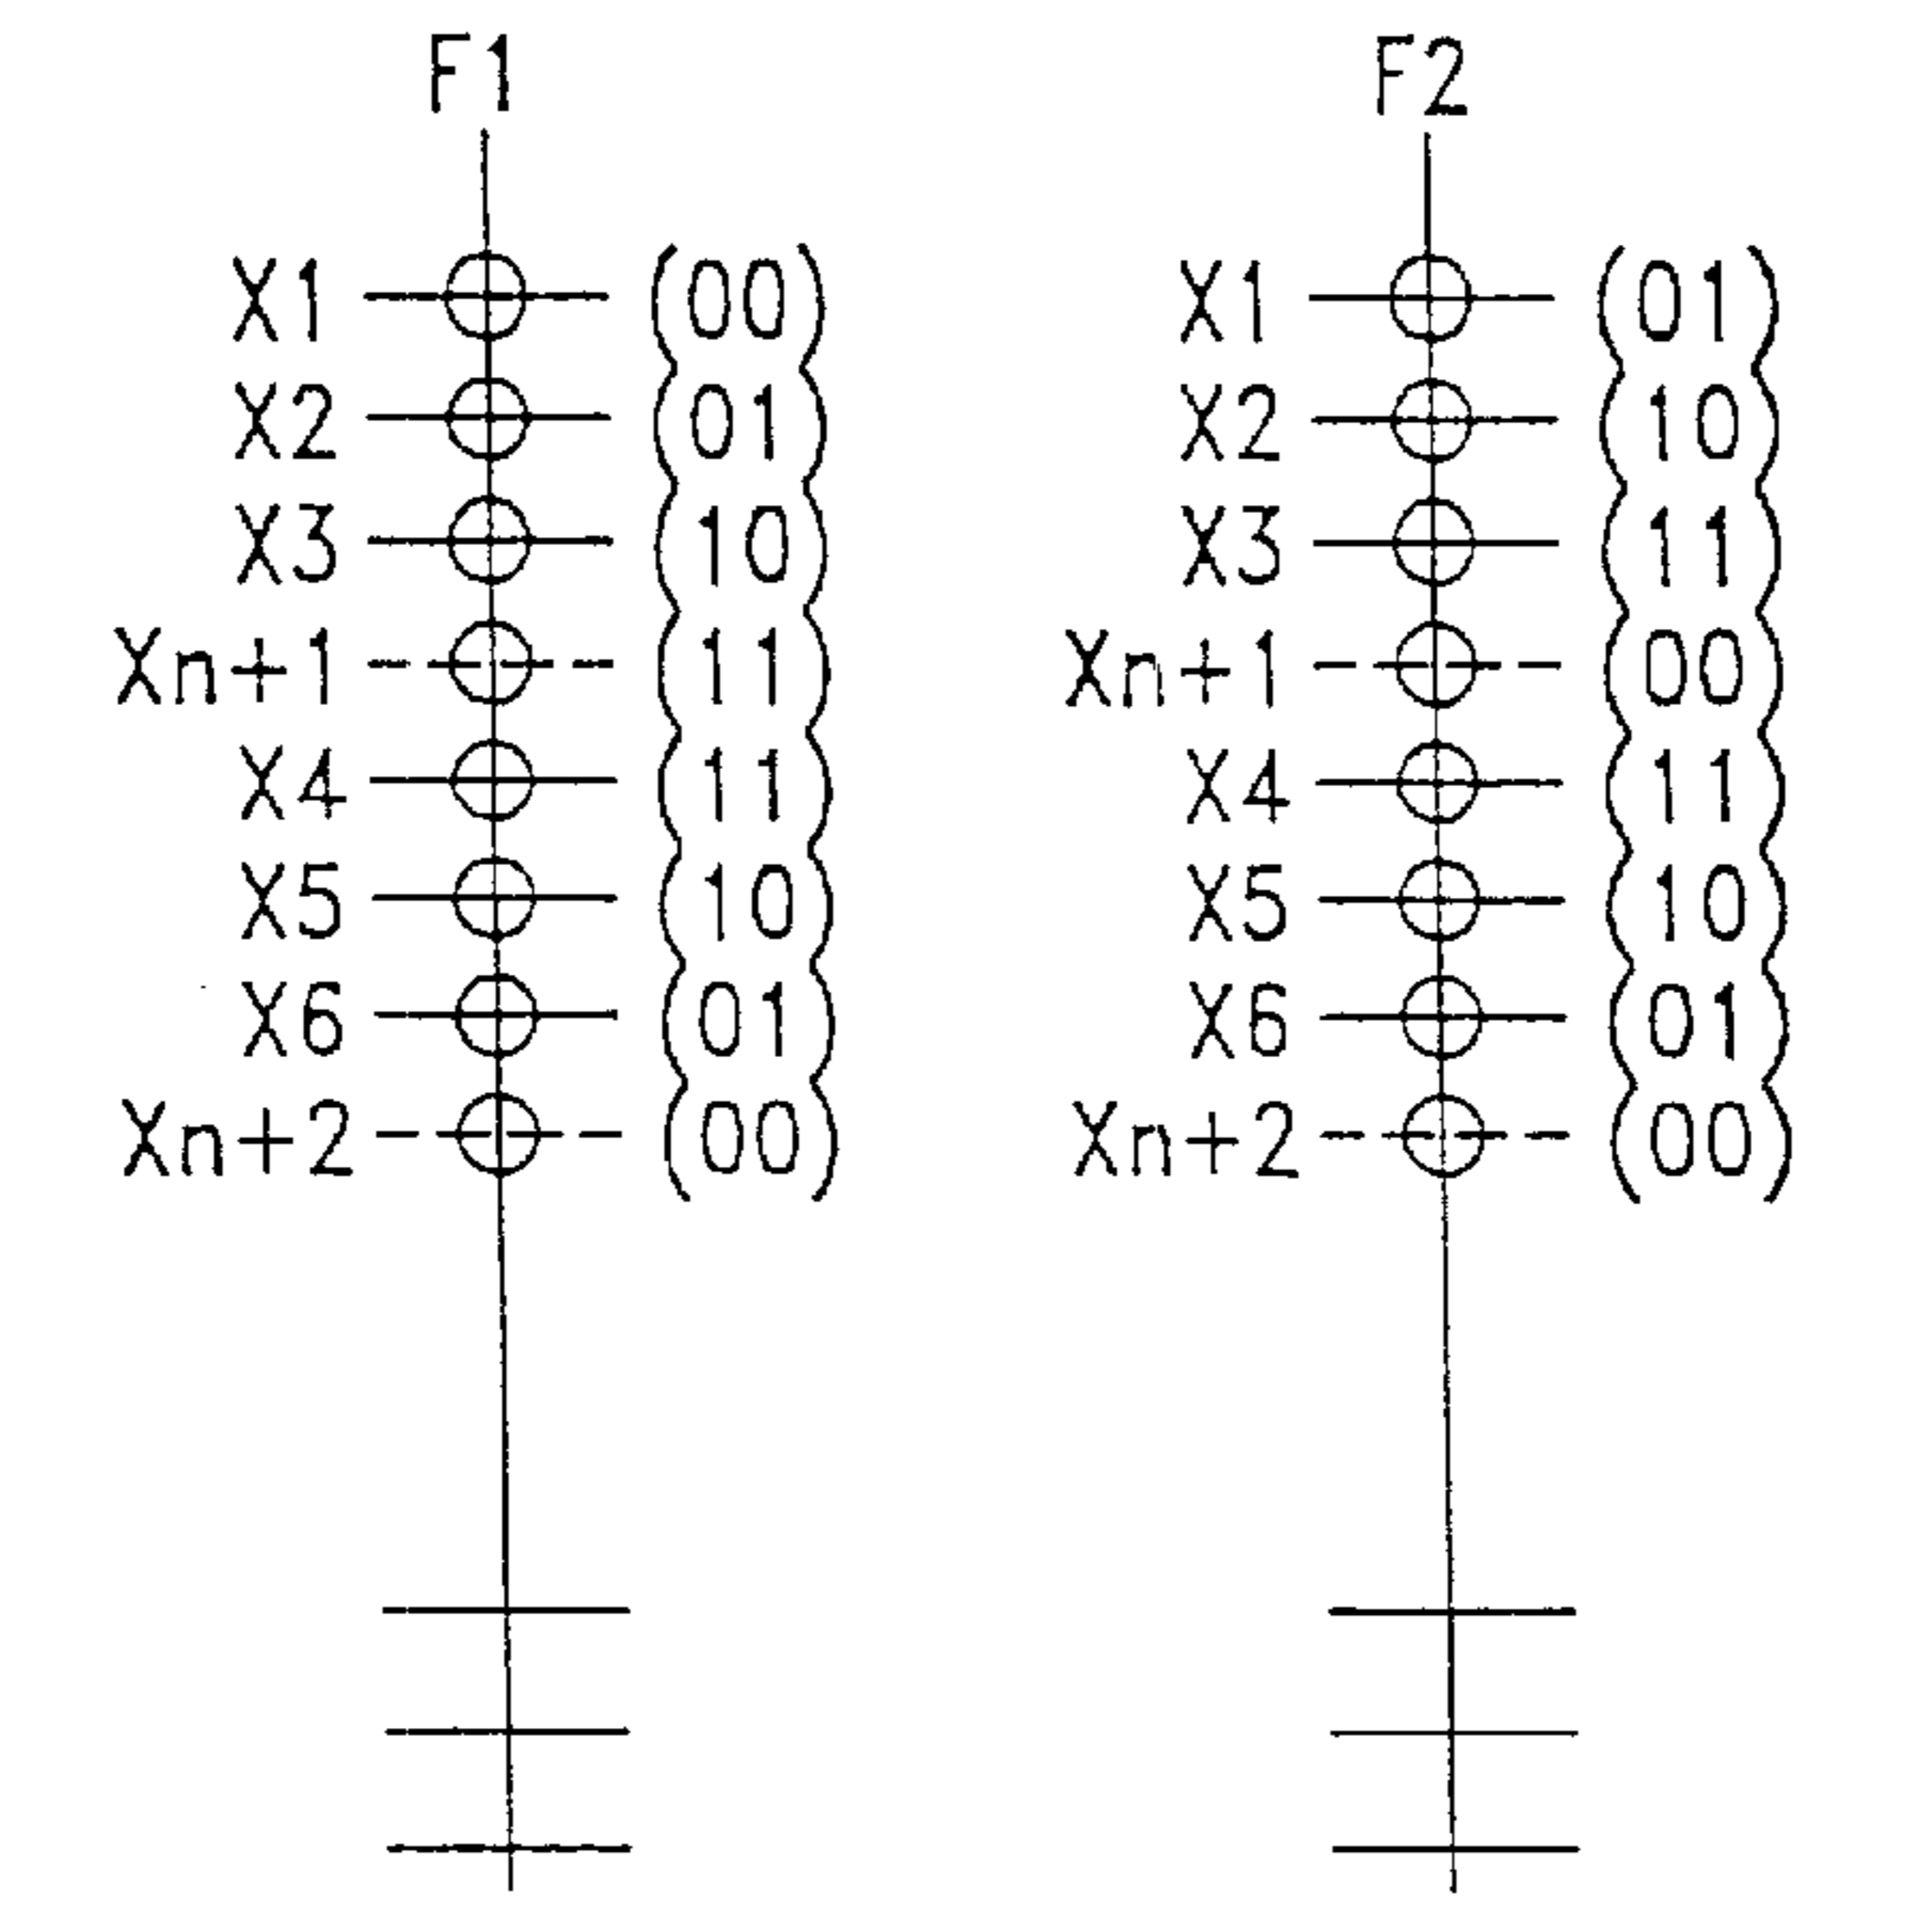 F1
X1 (00)
X2 (01)
X3 (10)
Xn+1 (11)
X4 (11)
X5 (10)
X6 (01)
Xn+2 (00)
F2
X1 (01)
X2 (10)
X3 (11)
Xn+1 (00)
X4 (11)
X5 (10)
X6 (01)
Xn+2 (00)